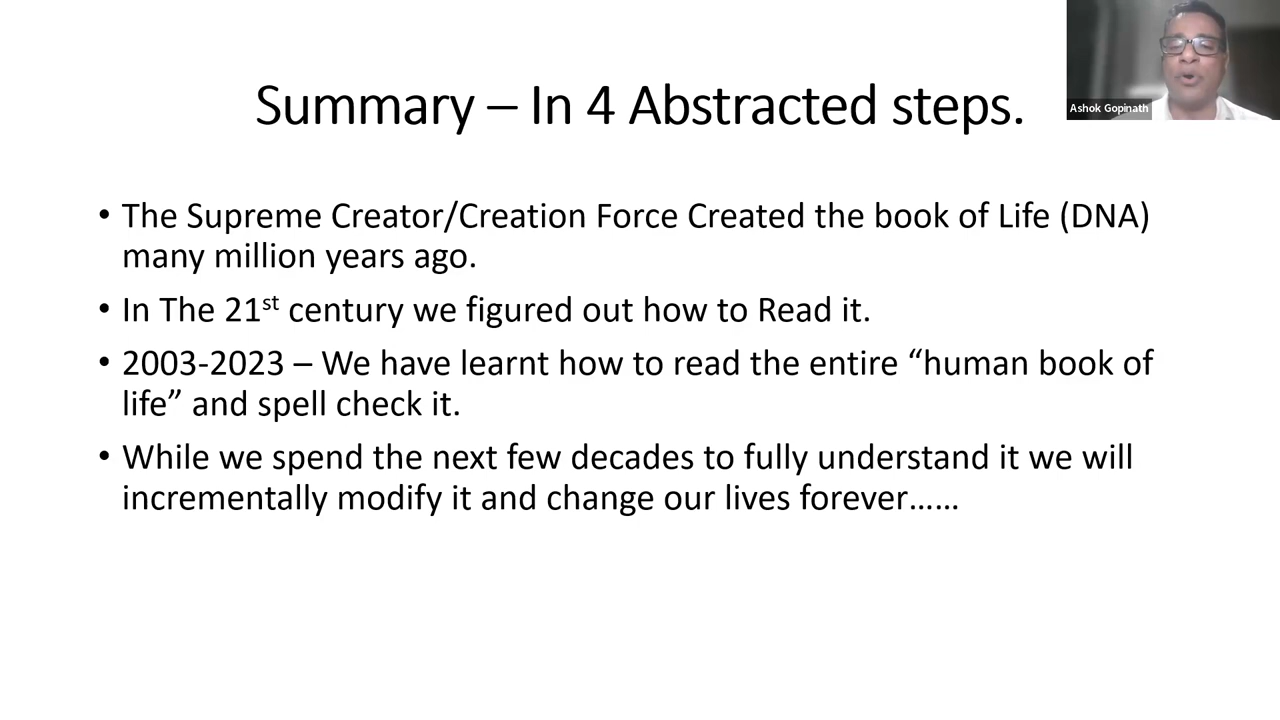 Ashok Gopinath
Summary – In 4 Abstracted steps.
• The Supreme Creator/Creation Force Created the book of Life (DNA)
many million years ago.
• In The 21st century we figured out how to Read it.
• 2003-2023 – We have learnt how to read the entire “human book of
life” and spell check it.
• While we spend the next few decades to fully understand it we will
incrementally modify it and change our lives forever……